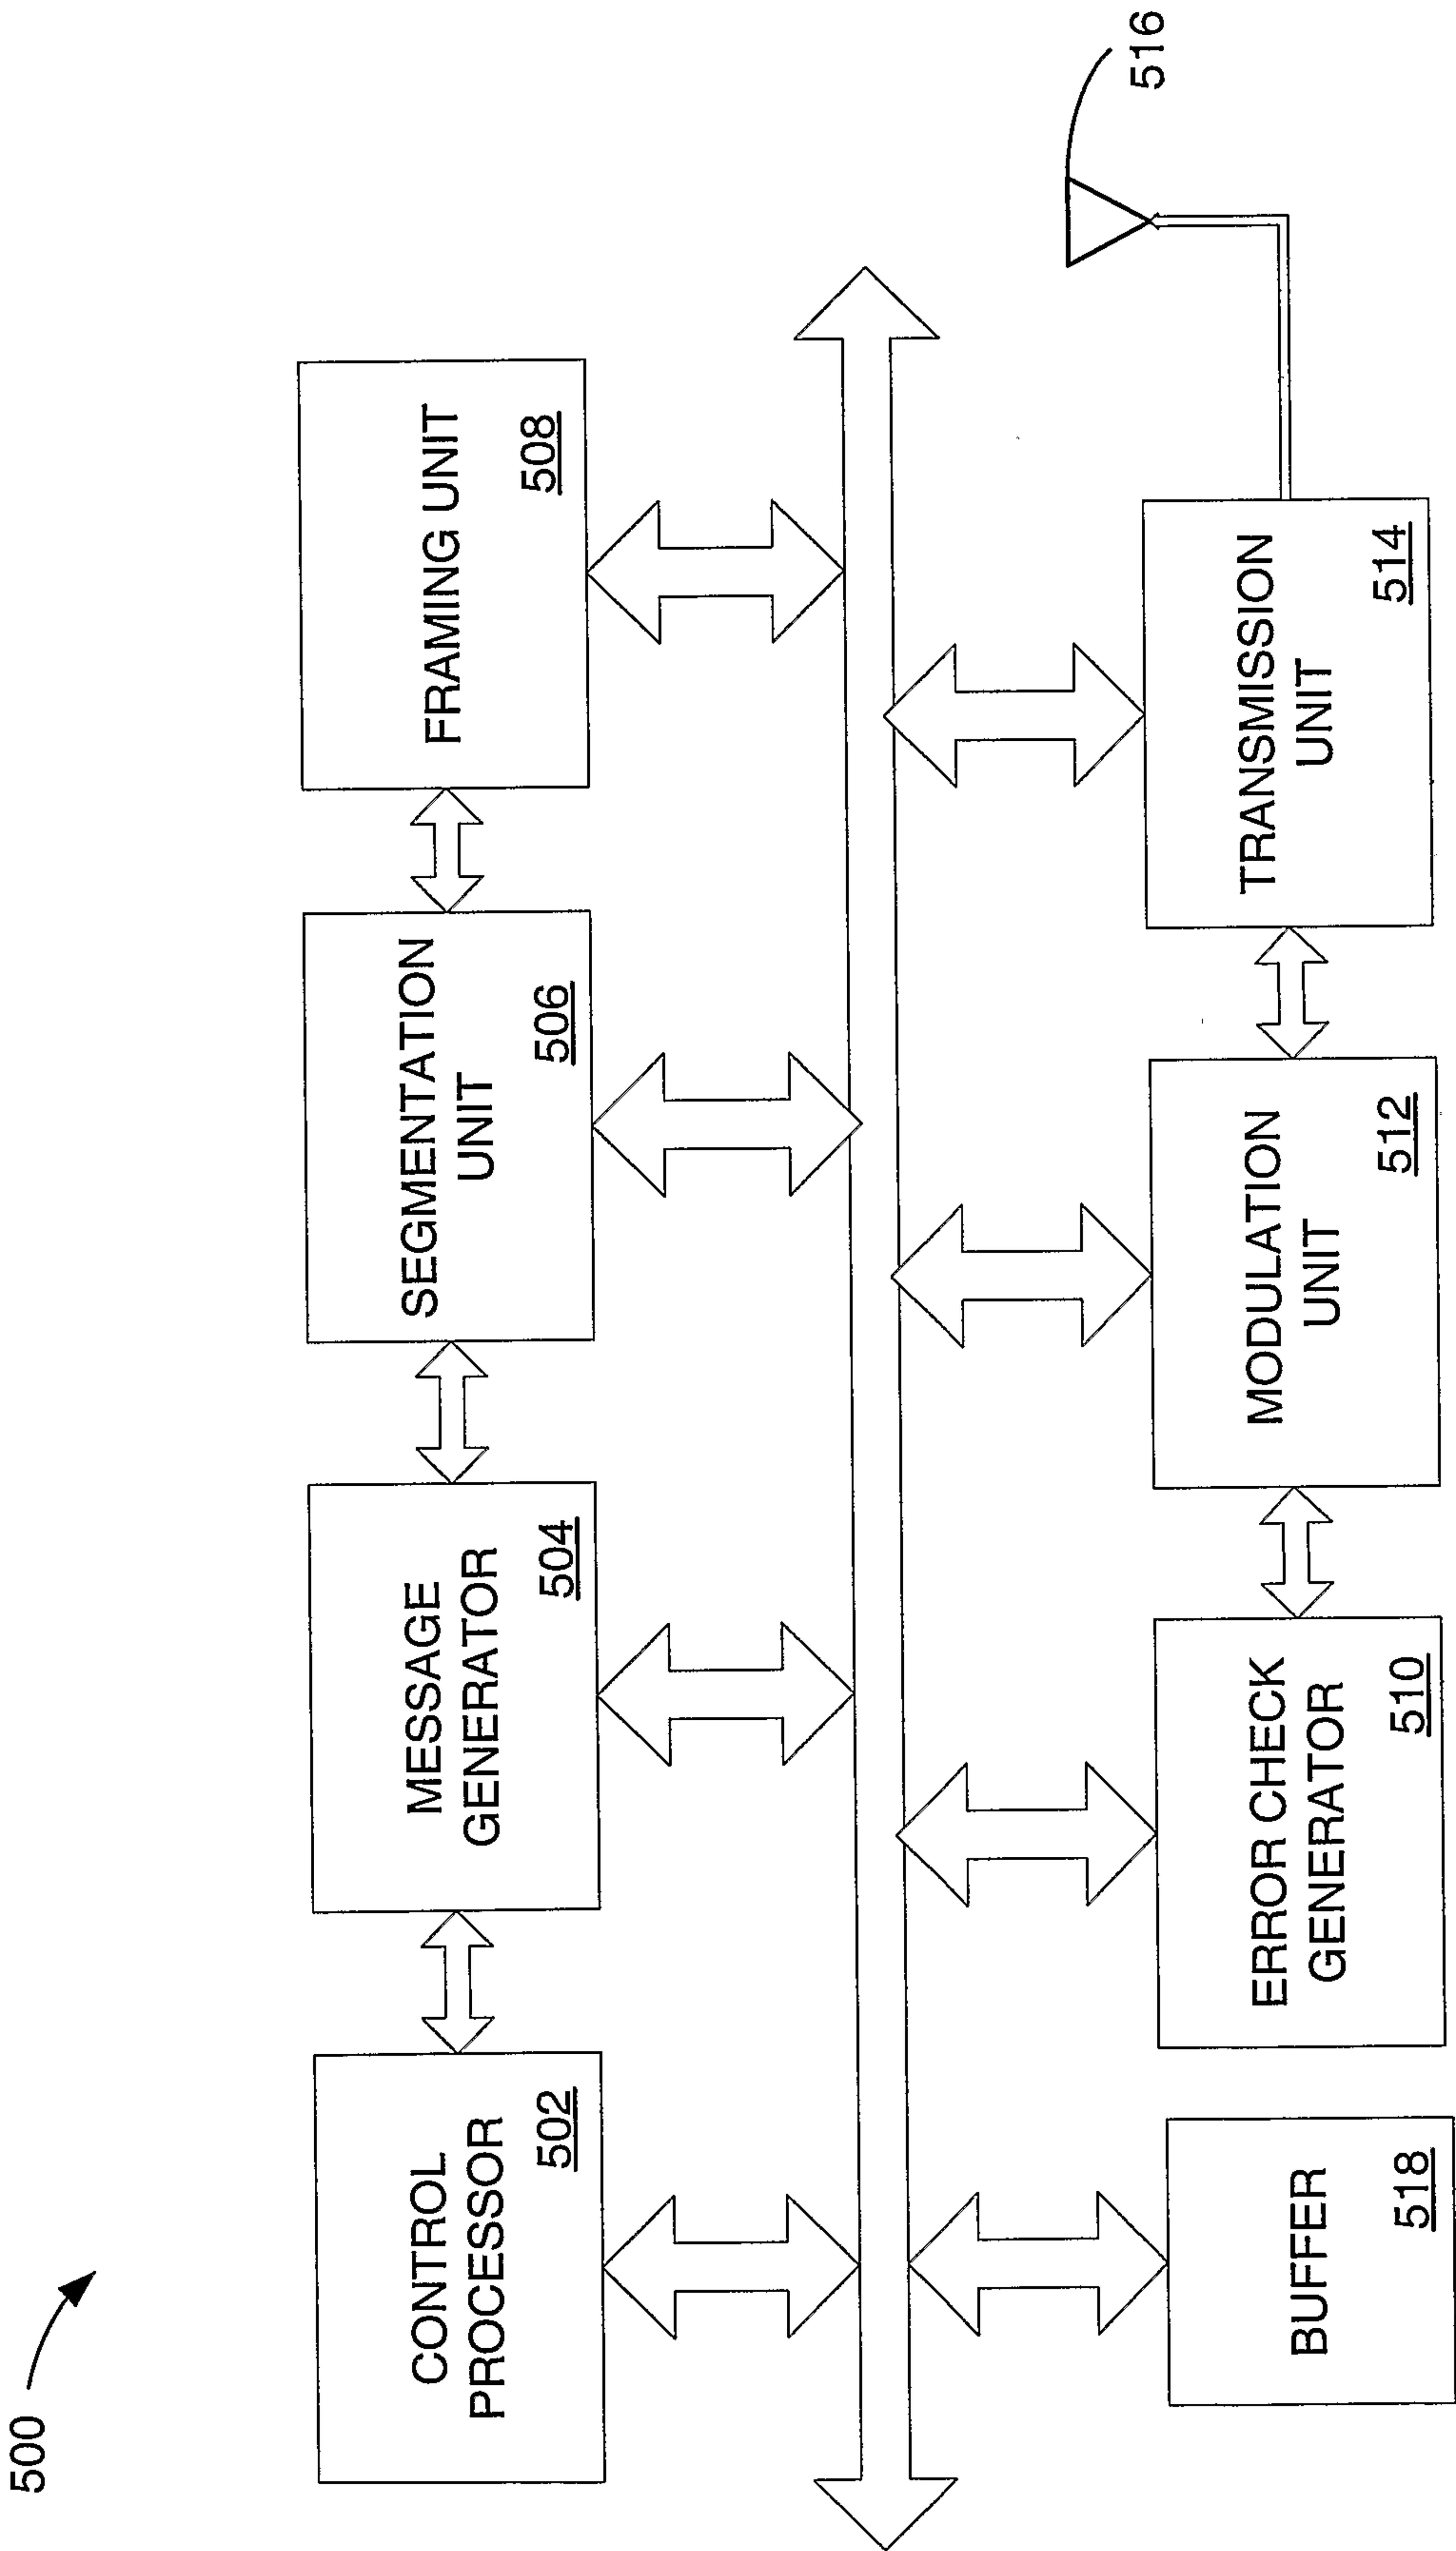 500
CONTROL
PROCESSOR
502
MESSAGE
GENERATOR
504
SEGMENTATION
UNIT
506
FRAMING UNIT
508
BUFFER
518
ERROR CHECK
GENERATOR
510
MODULATION
UNIT
512
TRANSMISSION
UNIT
514
516